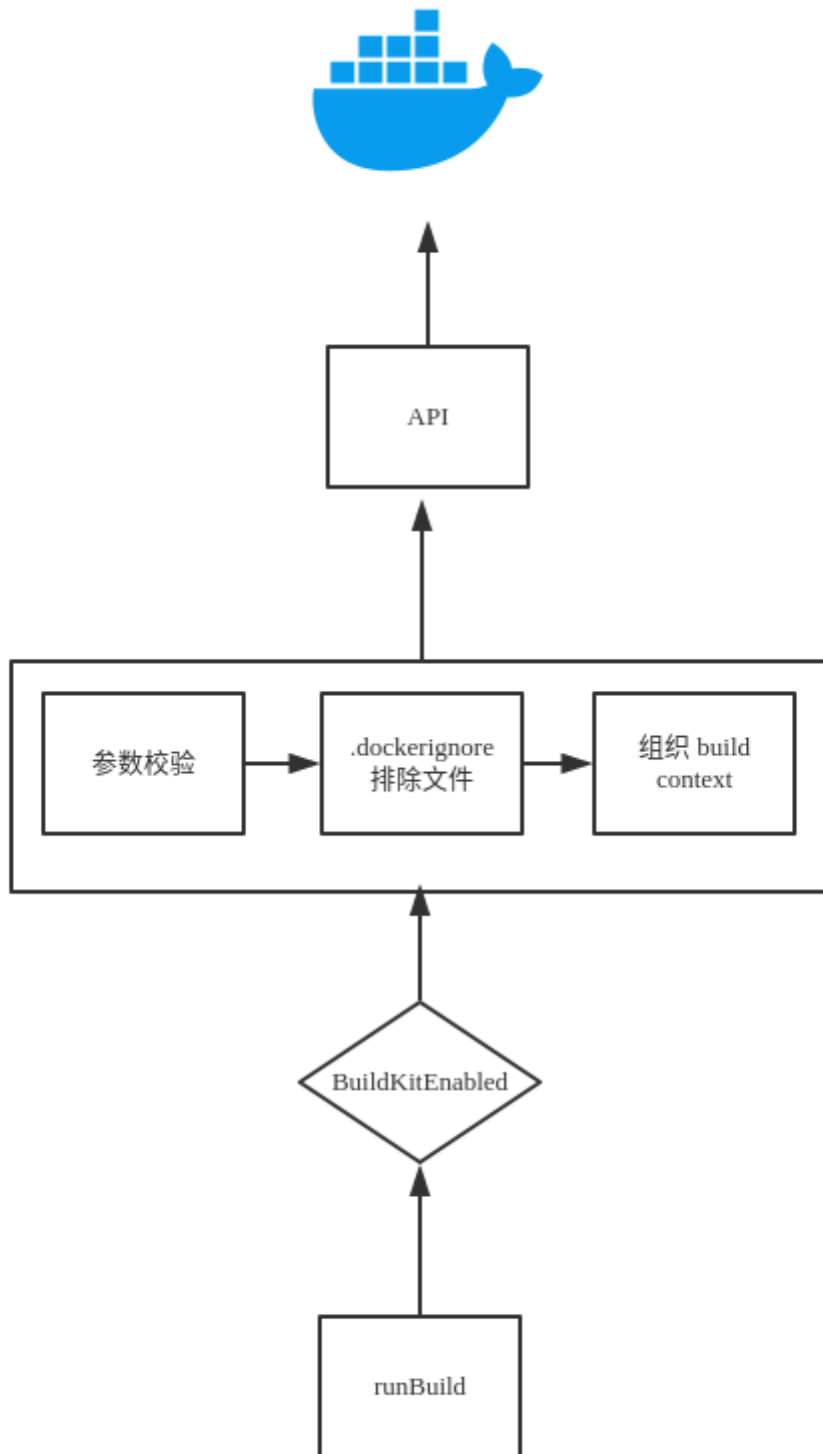 API
参数校验
.dockerignore
排除文件
组织 build
context
BuildKitEnabled
runBuild